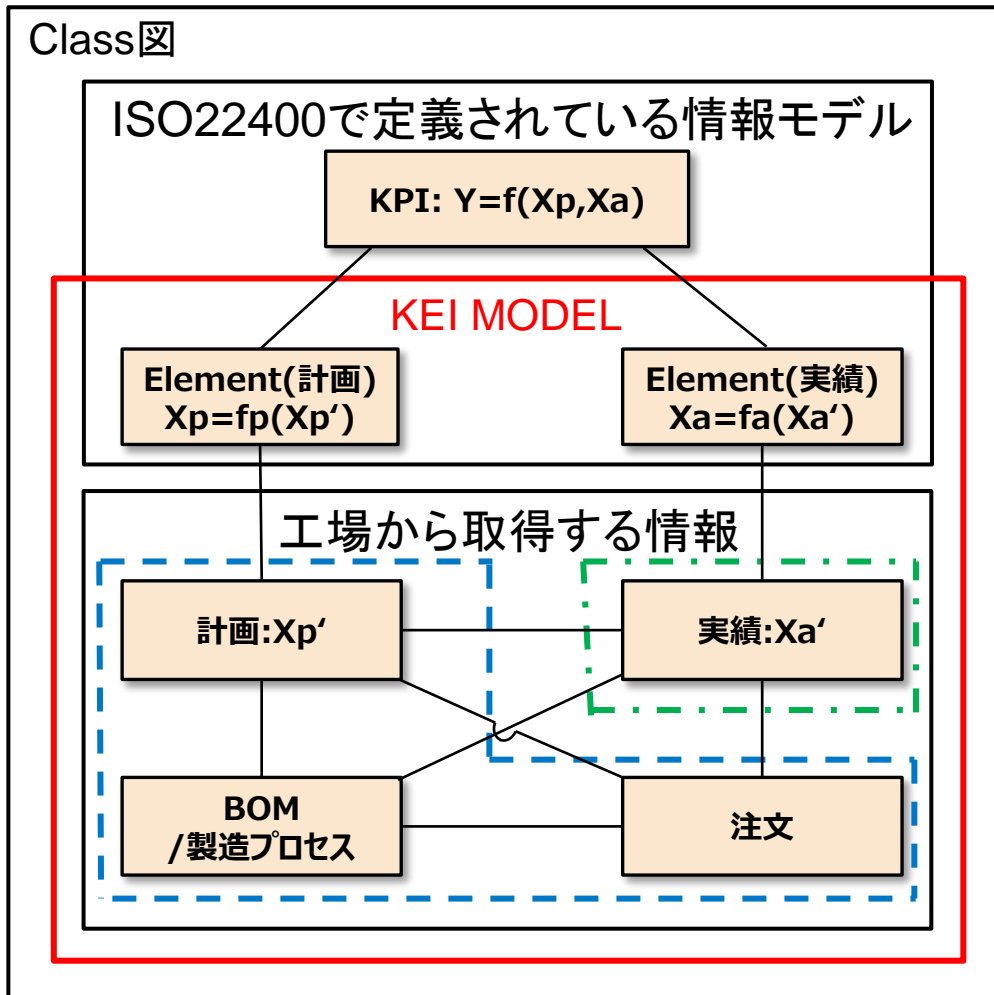 Class図
ISO22400で定義されている情報モデル
KPI: Y=f(Xp,Xa)
KEI MODEL
Element(計画)
Xp=fp(Xp‘)
Element(実績)
Xa=fa(Xa‘)
工場から取得する情報
計画:Xp‘
実績:Xa‘
BOM
/製造プロセス
注文